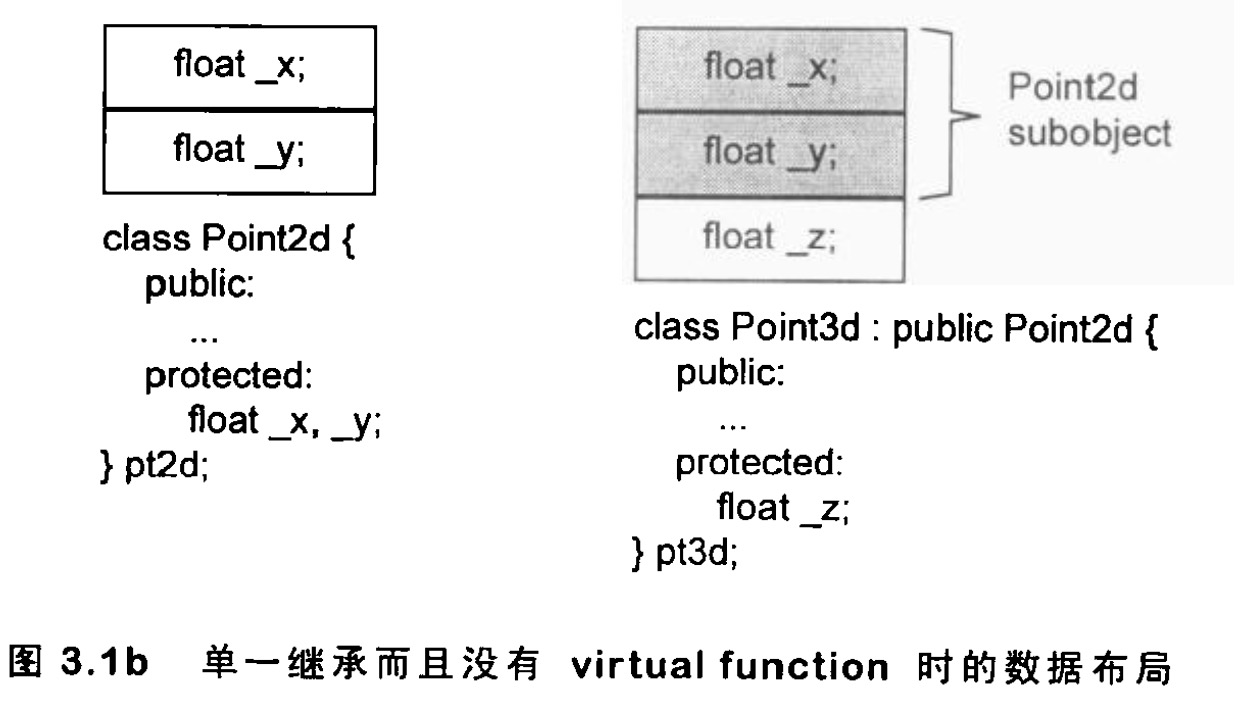 float _x;
float _y;
class Point2d {
public:
...
protected:
float _x, _y;
} pt2d;
float _x;
float _y;
float _z;
Point2d
subobject
class Point3d : public Point2d {
public:
...
protected:
float _z;
} pt3d;
图 3.1b 单一继承而且没有 virtual function 时的数据布局